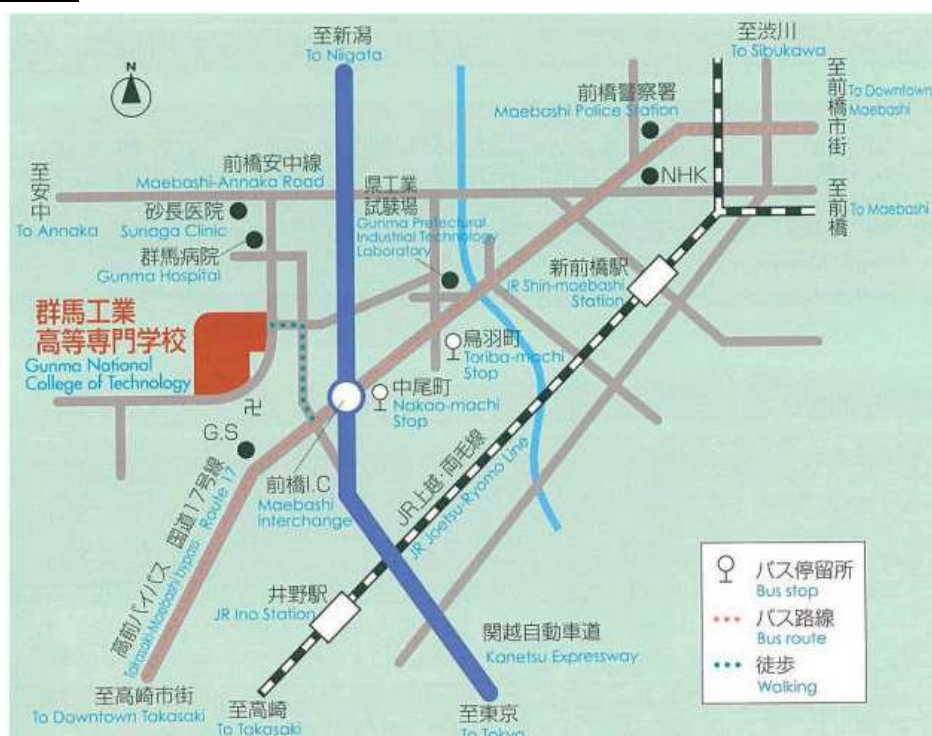 至新潟
To Niigata
至渋川
To Sibukawa
N
前橋警察署
Maebashi Police Station
至前橋市街
To Downtown
Maebashi
NHK
至前橋
To Maebashi
至安中
To Annaka
前橋安中線
Maebashi-Annaka Road
県工業
試験場
Gunma Prefectural
Industrial Technology
Laboratory
砂長医院
Sunaga Clinic
群馬病院
Gunma Hospital
新前橋駅
JR Shin-maebashi
Station
群馬工業
高等専門学校
Gunma National
College of Technology
鳥羽町
Toriba-machi
Stop
中尾町
Nakao-machi
Stop
卍
G.S
前橋I.C
Maebashi
interchange
高前バイパス 国道17号線
Takasaki-Maebashi bypass Route 17
JR上越・両毛線
JR Joetsu-Ryomo Line
井野駅
JR Ino Station
関越自動車道
Kanetsu Expressway
至高崎市街
To Downtown Takasaki
至高崎
To Takasaki
至東京
To Tokyo
バス停留所
Bus stop
バス路線
Bus route
徒歩
Walking